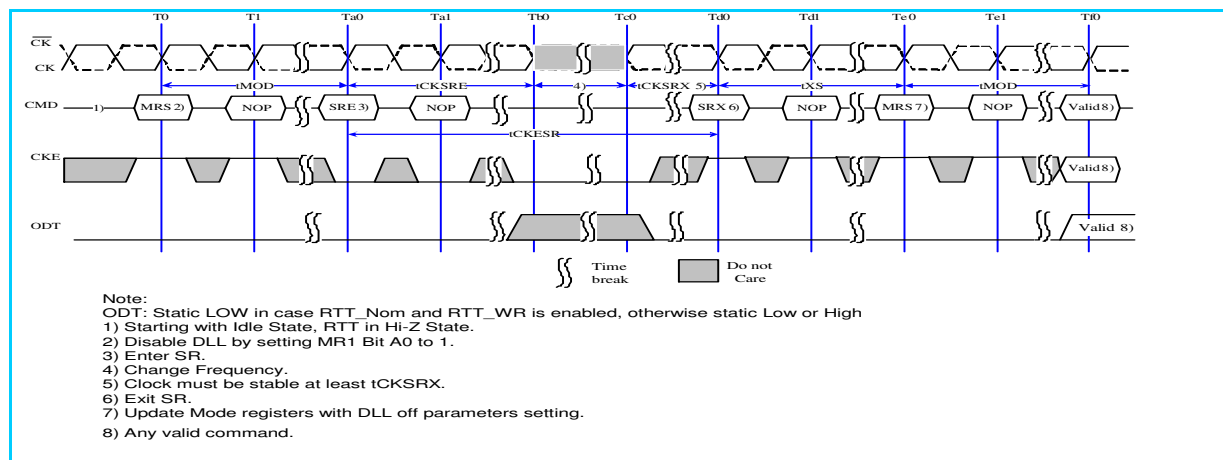 T0 T1 Ta0 Ta1 Tb0 Tc0 Td0 Td1 Te0 Te1 Tf0
CK
CK
tMOD tCKSRE 4) tCKSRX 5) tXS tMOD
CMD 1) MRS 2) NOP SRE 3) NOP SRX 6) NOP MRS 7) NOP Valid 8)
tCKESR
CKE Valid 8)
ODT Valid 8)
Time break
Do not Care
Note:
ODT: Static LOW in case RTT_Nom and RTT_WR is enabled, otherwise static Low or High
1) Starting with Idle State, RTT in Hi-Z State.
2) Disable DLL by setting MR1 Bit A0 to 1.
3) Enter SR.
4) Change Frequency.
5) Clock must be stable at least tCKSRX.
6) Exit SR.
7) Update Mode registers with DLL off parameters setting.
8) Any valid command.